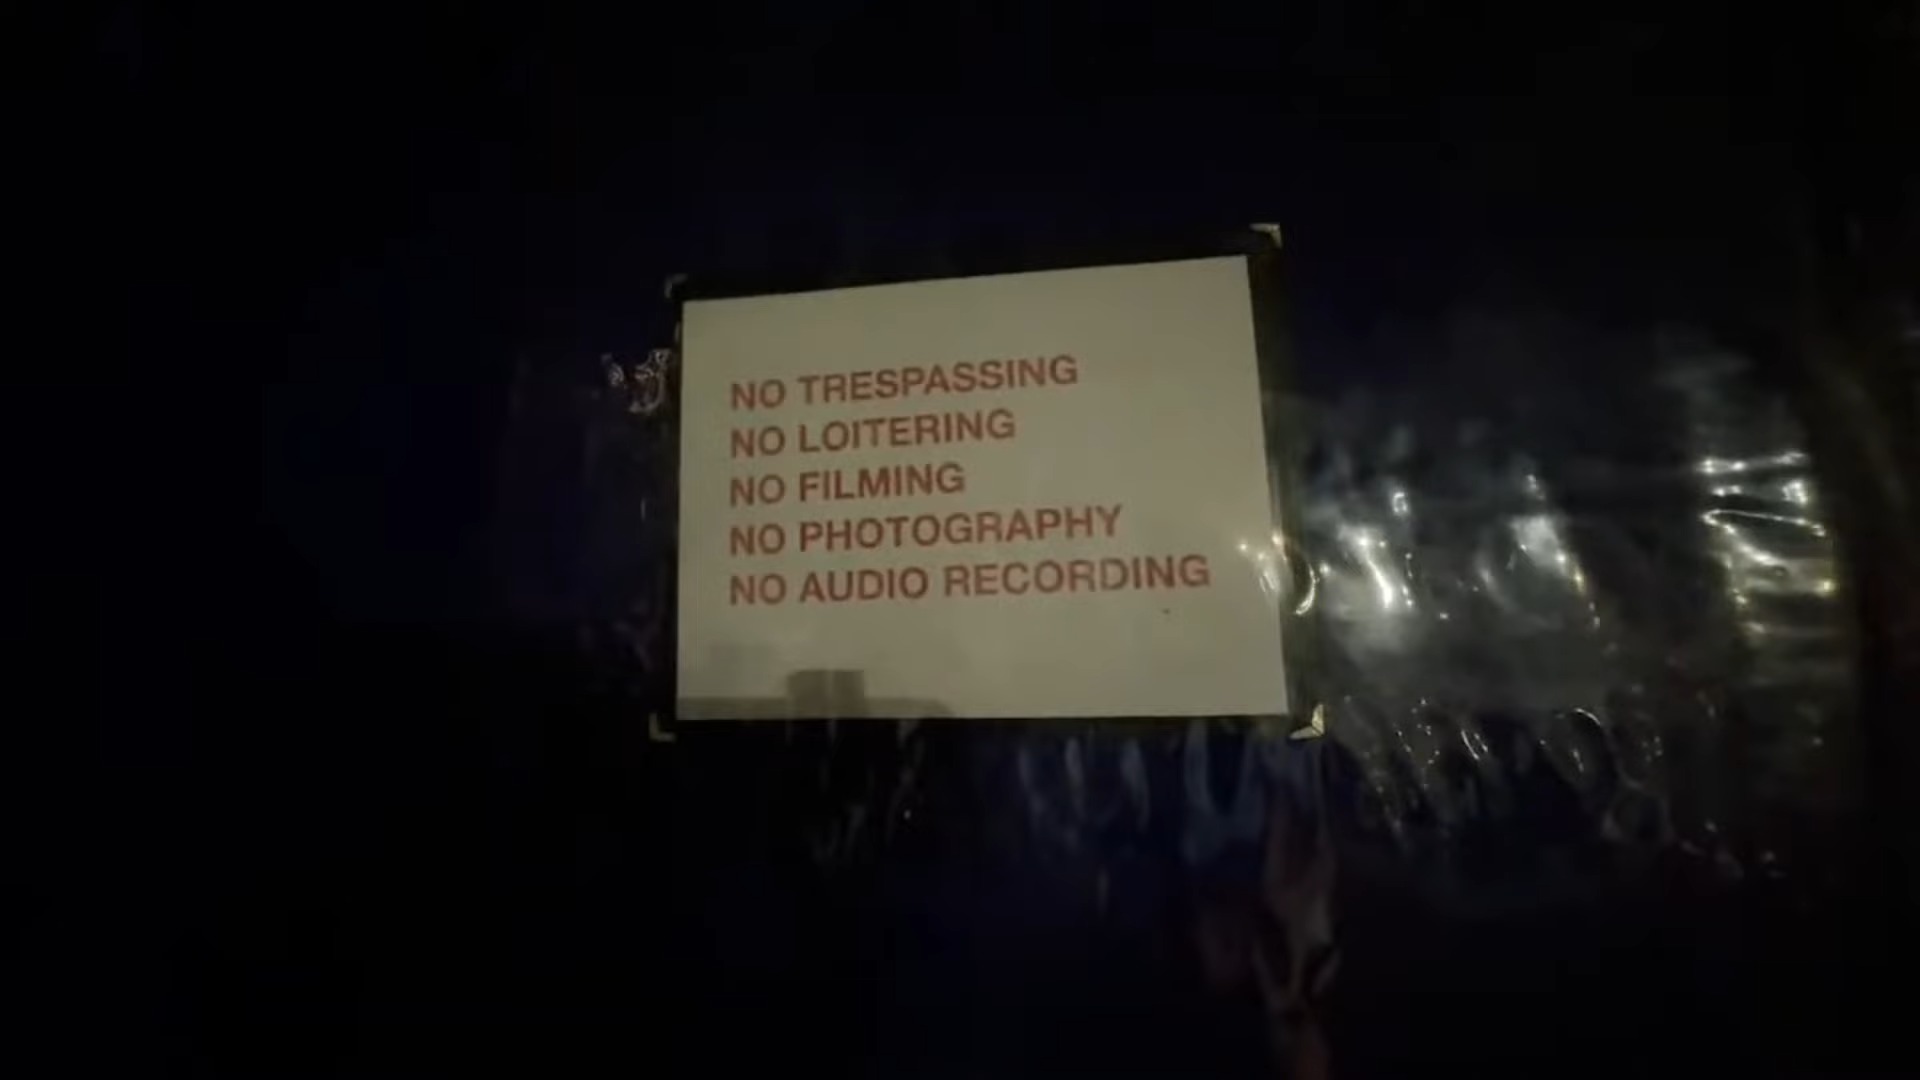 NO TRESPASSING
NO LOITERING
NO FILMING
NO PHOTOGRAPHY
NO AUDIO RECORDING